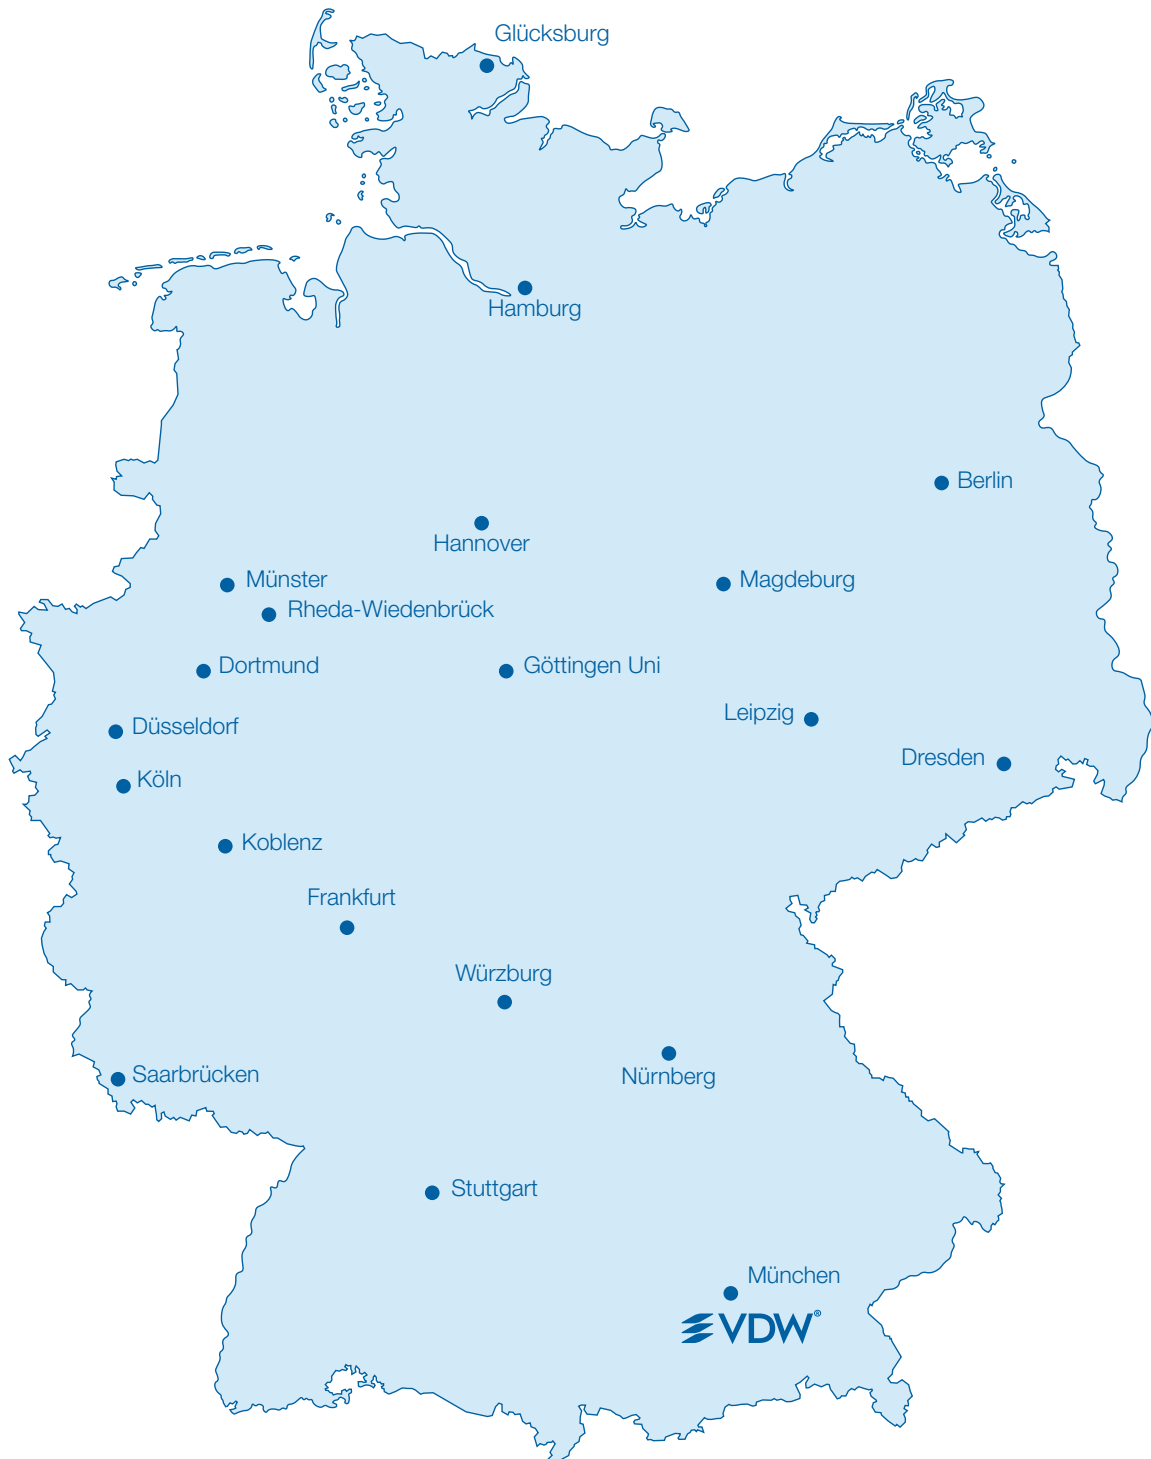 Glücksburg
Hamburg
Berlin
Hannover
Münster
Magdeburg
Rheda-Wiedenbrück
Dortmund
Göttingen Uni
Leipzig
Düsseldorf
Dresden
Köln
Koblenz
Frankfurt
Würzburg
Saarbrücken
Nürnberg
Stuttgart
München
VDW®